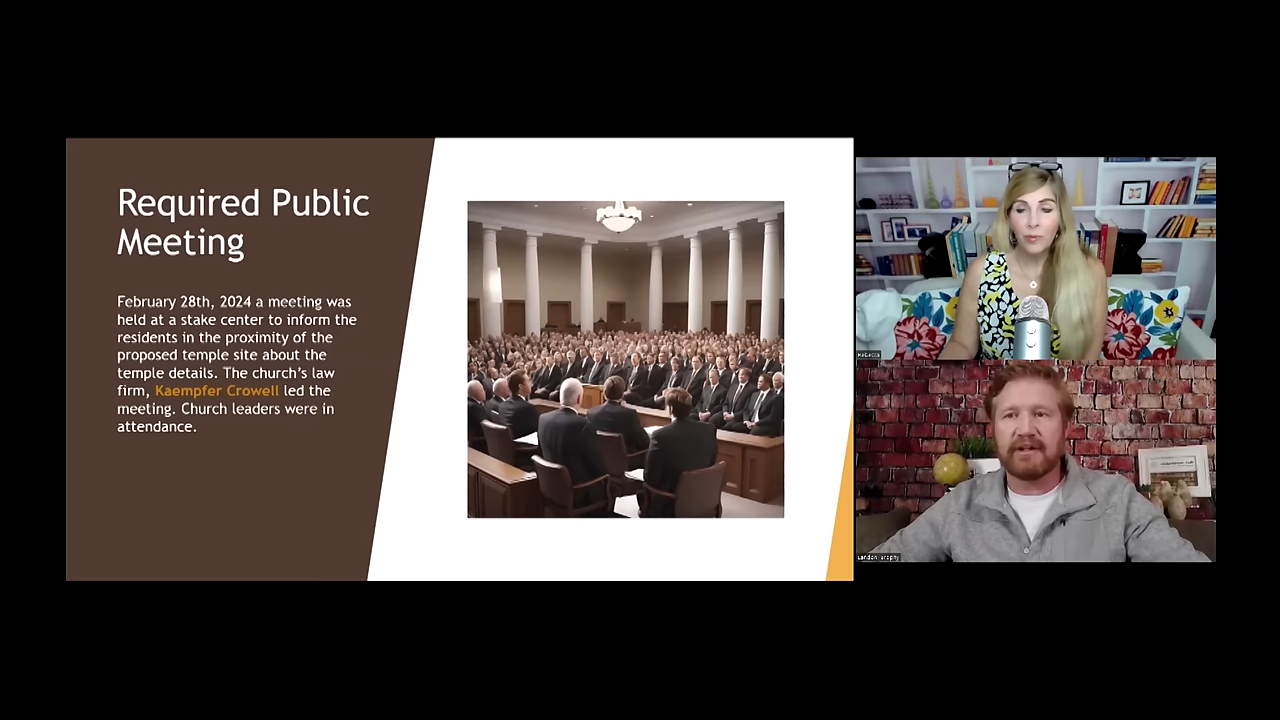 Required Public
Meeting
February 28th, 2024 a meeting was
held at a stake center to inform the
residents in the proximity of the
proposed temple site about the
temple details. The church's law
firm, Kaempfer Crowell led the
meeting. Church leaders were in
attendance.
Rebecca